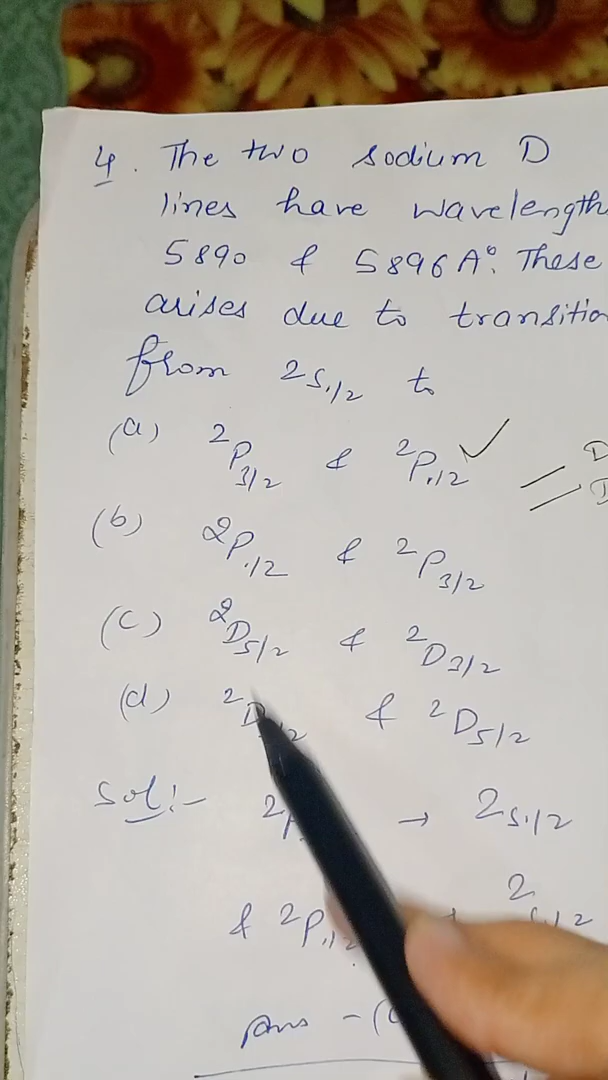 4. The two sodium D
lines have wavelength
5890 & 5896 A°. These
arises due to transitio
from ²S₁/₂ to
(a) ²P₃/₂ & ²P₁/₂ ✓
(b) ²P₁/₂ & ²P₃/₂
(c) ²D₅/₂ & ²D₃/₂
(d) ²D /₂ & ²D₅/₂
Sol:- ²P → ²S₁/₂
& ²P₁/₂
Ans - (